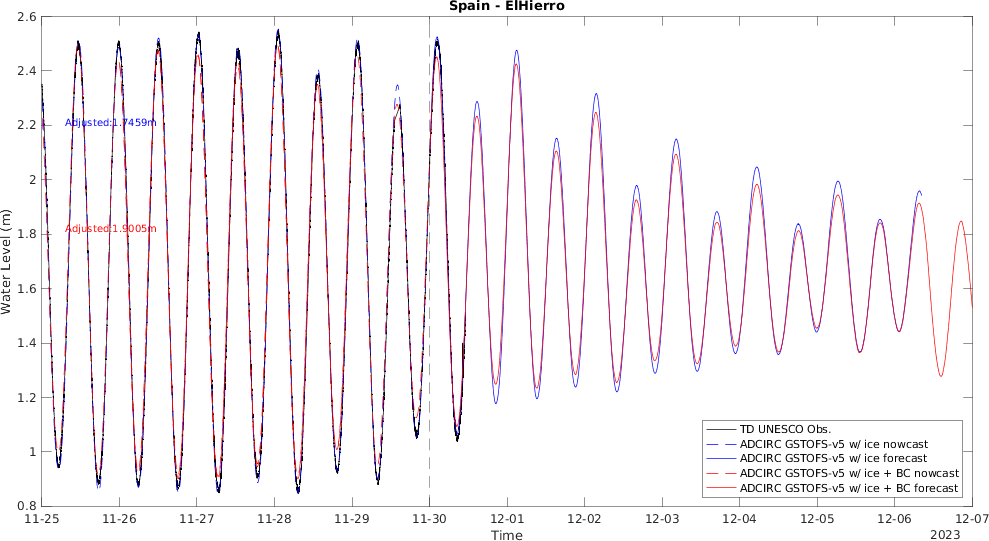 Spain - ElHierro
2.6
2.4
2.2
2
1.8
1.6
1.4
1.2
1
0.8
Water Level (m)
Adjusted:1.7459m
Adjusted:1.9005m
TD UNESCO Obs.
ADCIRC GSTOFS-v5 w/ ice nowcast
ADCIRC GSTOFS-v5 w/ ice forecast
ADCIRC GSTOFS-v5 w/ ice + BC nowcast
ADCIRC GSTOFS-v5 w/ ice + BC forecast
11-25 11-26 11-27 11-28 11-29 11-30 12-01 12-02 12-03 12-04 12-05 12-06 12-07
Time
2023